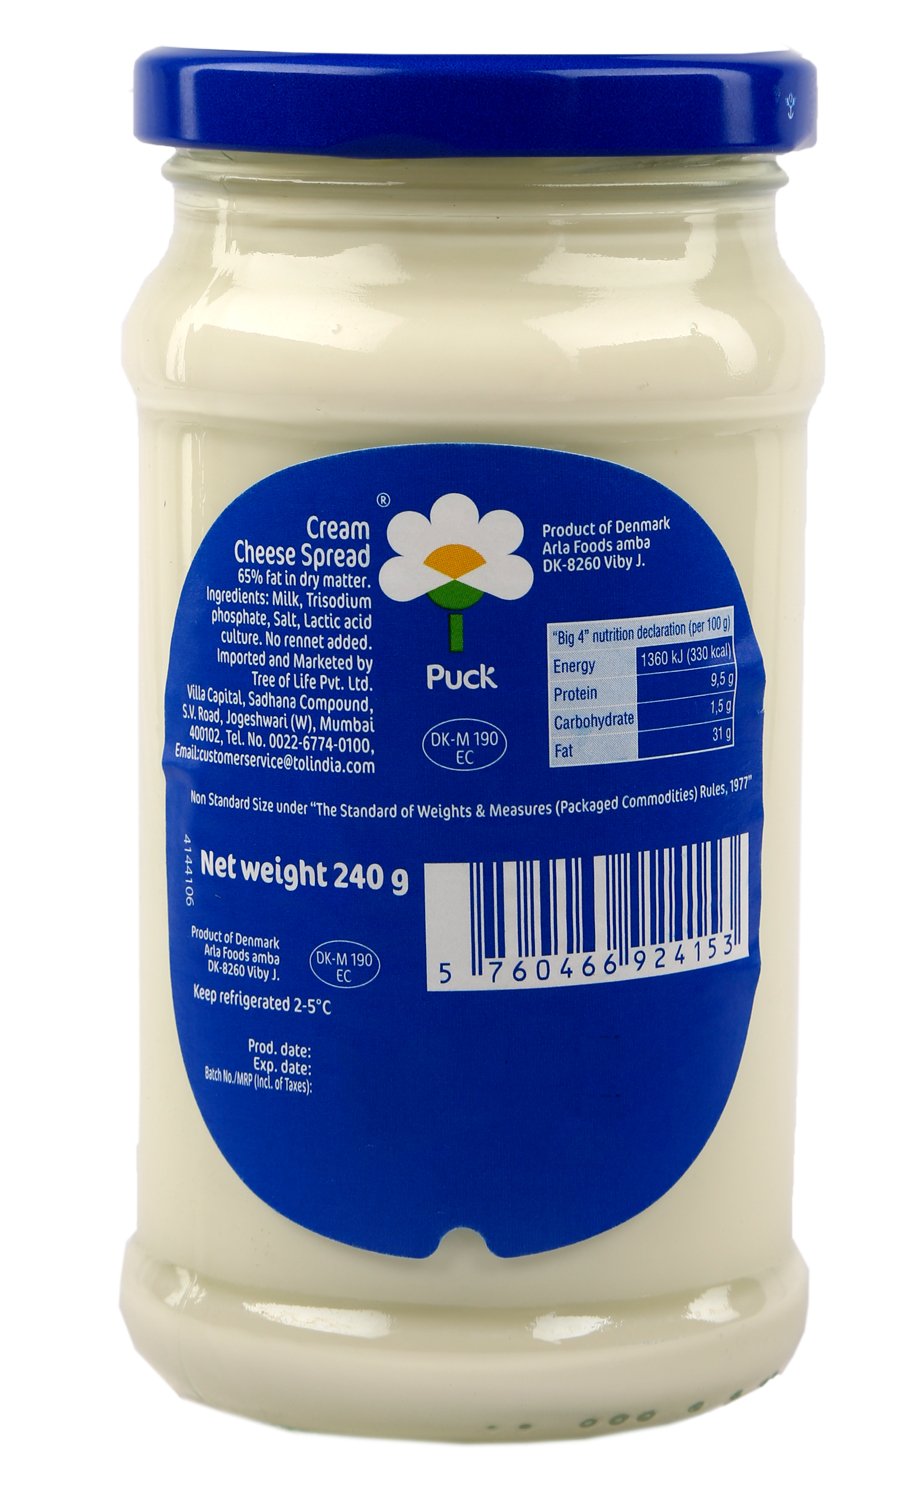 ®
Cream
Cheese Spread
65% fat in dry matter.
Ingredients: Milk, Trisodium
phosphate, Salt, Lactic acid
culture. No rennet added.
Imported and Marketed by
Tree of Life Pvt. Ltd.
Villa Capital, Sadhana Compound,
S.V. Road, Jogeshwari (W), Mumbai
400102, Tel. No. 0022-6774-0100,
Email:customerservice@tolindia.com
Puck
DK-M 190
EC
Product of Denmark
Arla Foods amba
DK-8260 Viby J.
"Big 4" nutrition declaration (per 100 g)
Energy 1360 kJ (330 kcal)
Protein 9,5 g
Carbohydrate 1,5 g
Fat 31 g
Non Standard Size under "The Standard of Weights & Measures (Packaged Commodities) Rules, 1977"
4144106
Net weight 240 g
5 760466 924153
Product of Denmark
Arla Foods amba
DK-8260 Viby J.
DK-M 190
EC
Keep refrigerated 2-5°C
Prod. date:
Exp. date:
Batch No./MRP (Incl. of Taxes):